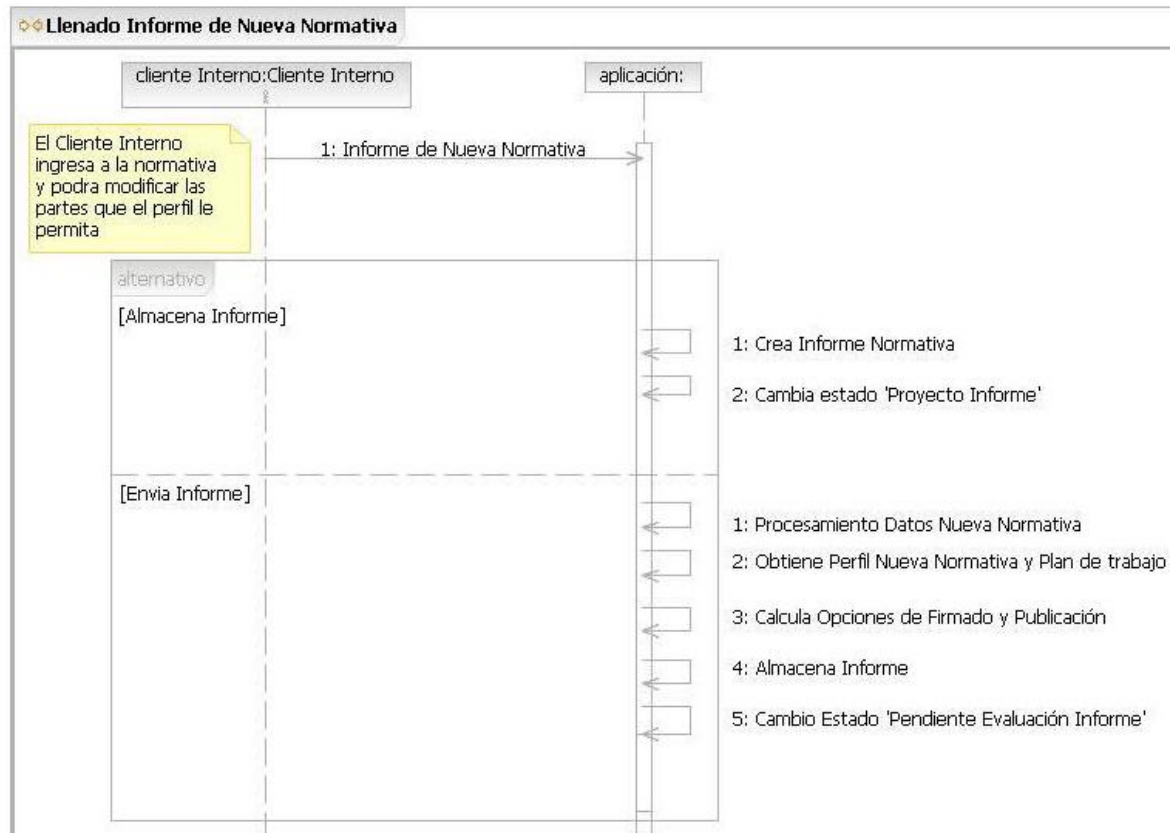 Llenado Informe de Nueva Normativa
cliente Interno:Cliente Interno
aplicación:
El Cliente Interno
ingresa a la normativa
y podra modificar las
partes que el perfil le
permita
1: Informe de Nueva Normativa
alternativo
[Almacena Informe]
1: Crea Informe Normativa
2: Cambia estado 'Proyecto Informe'
[Envia Informe]
1: Procesamiento Datos Nueva Normativa
2: Obtiene Perfil Nueva Normativa y Plan de trabajo
3: Calcula Opciones de Firmado y Publicación
4: Almacena Informe
5: Cambio Estado 'Pendiente Evaluación Informe'